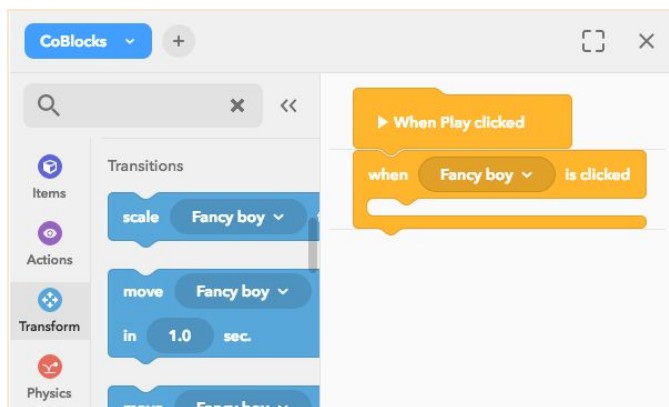 CoBlocks
+
Items
Actions
Transform
Physics
Transitions
scale Fancy boy
move Fancy boy
in 1.0 sec.
When Play clicked
when Fancy boy is clicked